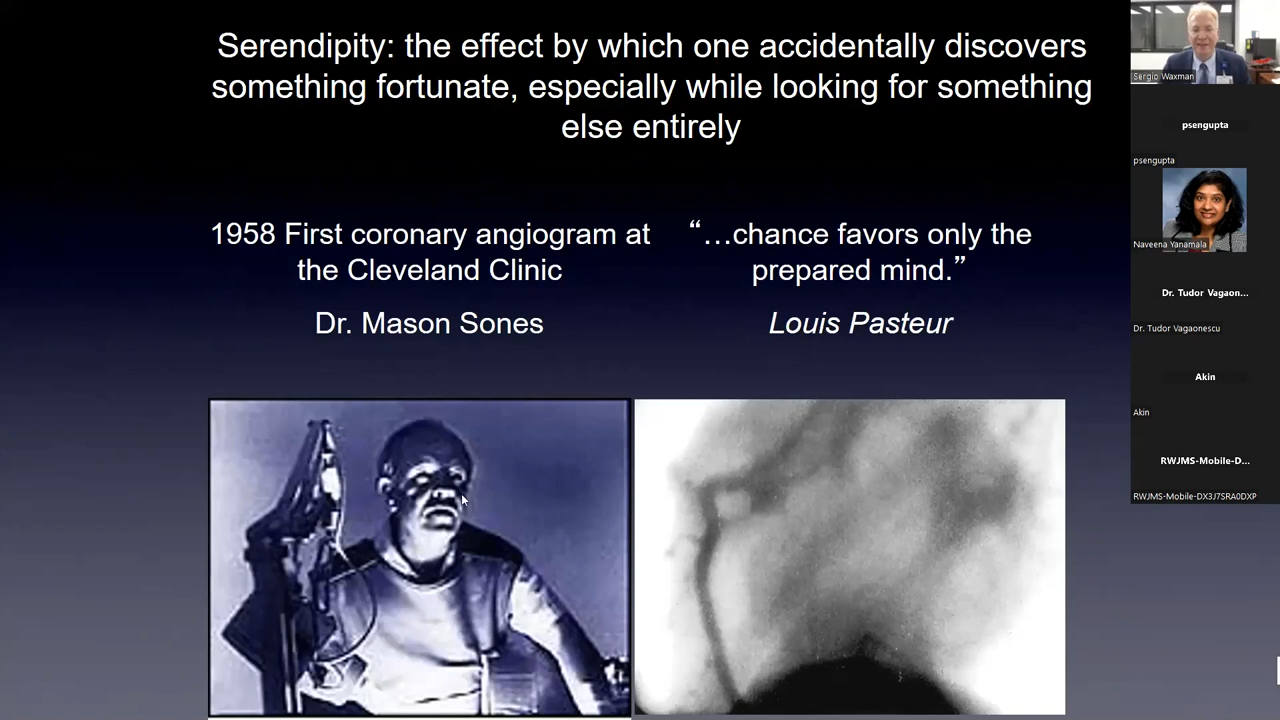 Serendipity: the effect by which one accidentally discovers
something fortunate, especially while looking for something
else entirely
1958 First coronary angiogram at
the Cleveland Clinic
Dr. Mason Sones
“…chance favors only the
prepared mind.”
Louis Pasteur
Sergio Waxman
psengupta
psengupta
Naveena Yanamala
Dr. Tudor Vagaon...
Dr. Tudor Vagaonescu
Akin
Akin
RWJMS-Mobile-D...
RWJMS-Mobile-DX3J7SRA0DXP